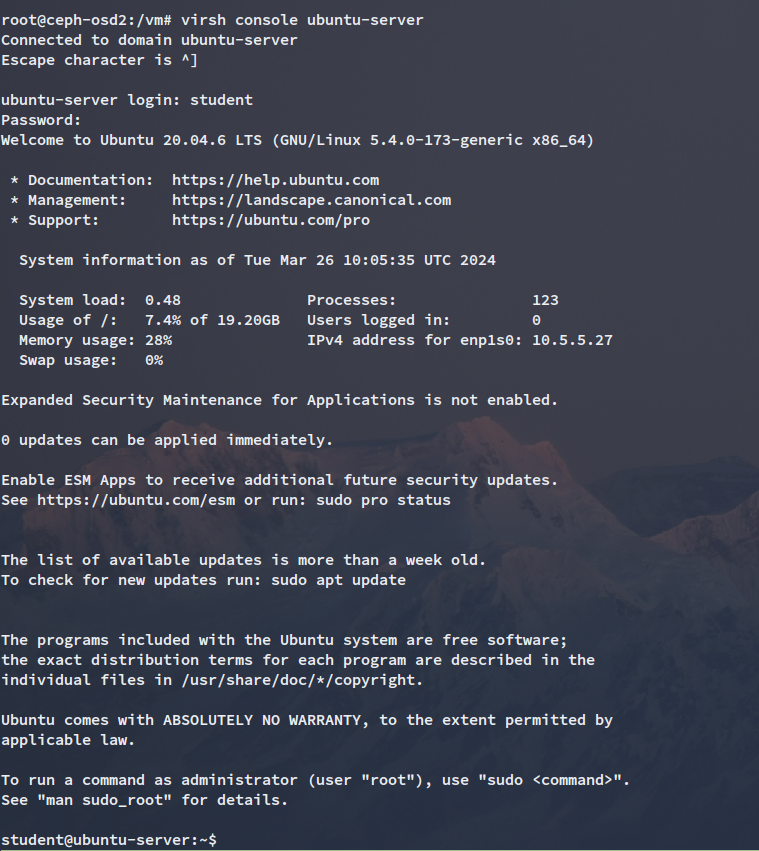 root@ceph-osd2:/vm# virsh console ubuntu-server
Connected to domain ubuntu-server
Escape character is ^]
ubuntu-server login: student
Password:
Welcome to Ubuntu 20.04.6 LTS (GNU/Linux 5.4.0-173-generic x86_64)
* Documentation:  https://help.ubuntu.com
* Management:     https://landscape.canonical.com
* Support:        https://ubuntu.com/pro
System information as of Tue Mar 26 10:05:35 UTC 2024
System load:  0.48               Processes:               123
Usage of /:   7.4% of 19.20GB   Users logged in:         0
Memory usage: 28%               IPv4 address for enp1s0: 10.5.5.27
Swap usage:   0%
Expanded Security Maintenance for Applications is not enabled.
0 updates can be applied immediately.
Enable ESM Apps to receive additional future security updates.
See https://ubuntu.com/esm or run: sudo pro status
The list of available updates is more than a week old.
To check for new updates run: sudo apt update
The programs included with the Ubuntu system are free software;
the exact distribution terms for each program are described in the
individual files in /usr/share/doc/*/copyright.
Ubuntu comes with ABSOLUTELY NO WARRANTY, to the extent permitted by
applicable law.
To run a command as administrator (user "root"), use "sudo <command>".
See "man sudo_root" for details.
student@ubuntu-server:~$